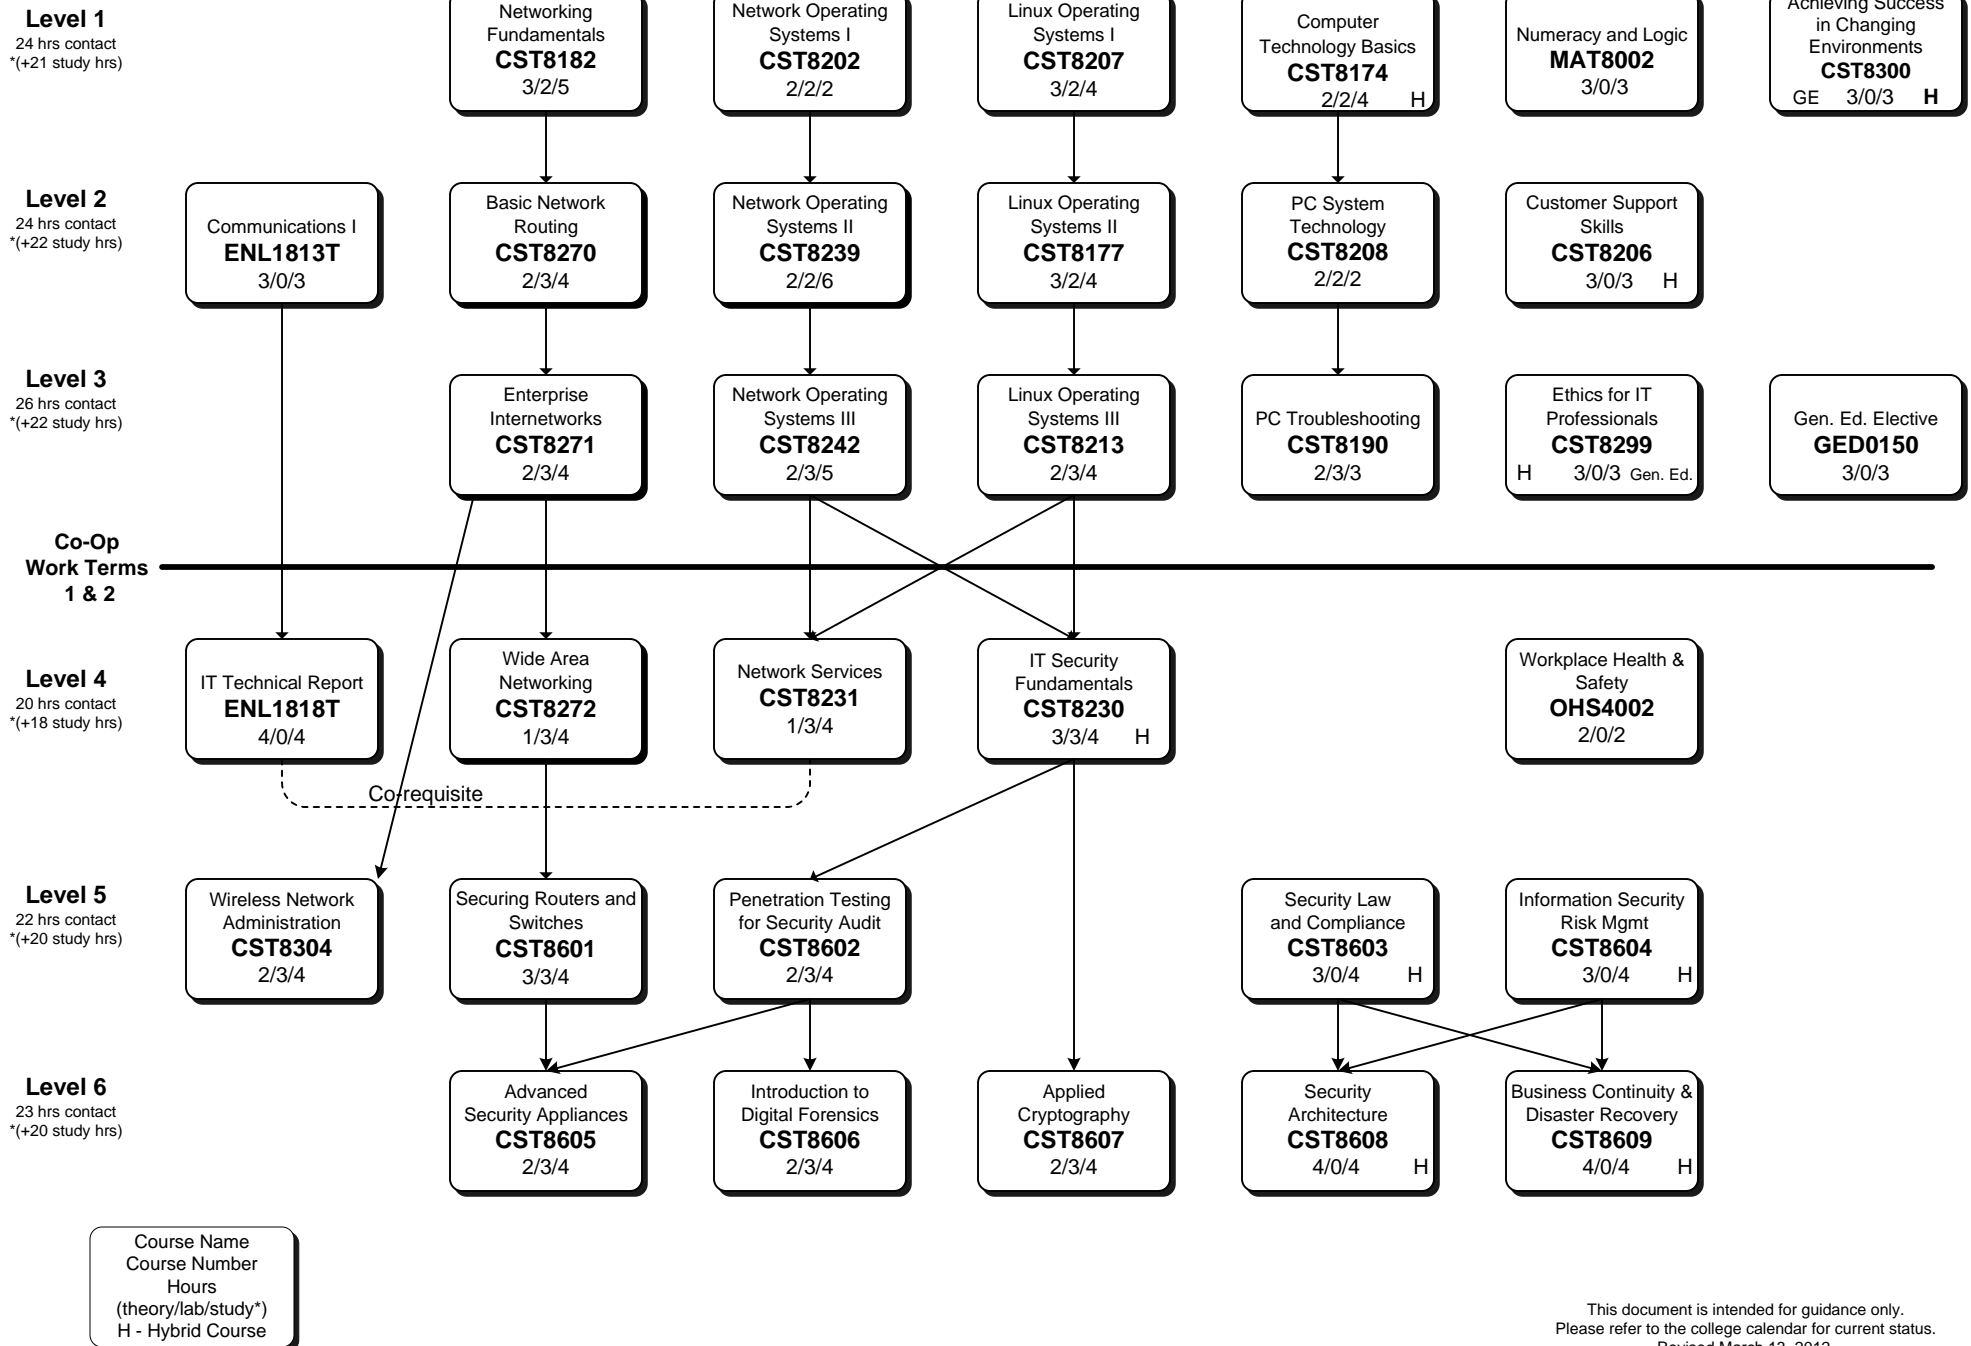 Level 1
24 hrs contact
*(+21 study hrs)
Networking
Fundamentals
CST8182
3/2/5
Network Operating
Systems I
CST8202
2/2/2
Linux Operating
Systems I
CST8207
3/2/4
Computer
Technology Basics
CST8174
2/2/4 H
Numeracy and Logic
MAT8002
3/0/3
Achieving Success
in Changing
Environments
CST8300
GE 3/0/3 H
Level 2
24 hrs contact
*(+22 study hrs)
Communications I
ENL1813T
3/0/3
Basic Network
Routing
CST8270
2/3/4
Network Operating
Systems II
CST8239
2/2/6
Linux Operating
Systems II
CST8177
3/2/4
PC System
Technology
CST8208
2/2/2
Customer Support
Skills
CST8206
3/0/3 H
Level 3
26 hrs contact
*(+22 study hrs)
Enterprise
Internetworks
CST8271
2/3/4
Network Operating
Systems III
CST8242
2/3/5
Linux Operating
Systems III
CST8213
2/3/4
PC Troubleshooting
CST8190
2/3/3
Ethics for IT
Professionals
CST8299
H 3/0/3 Gen. Ed.
Gen. Ed. Elective
GED0150
3/0/3
Co-Op
Work Terms
1 & 2
Level 4
20 hrs contact
*(+18 study hrs)
IT Technical Report
ENL1818T
4/0/4
Wide Area
Networking
CST8272
1/3/4
Network Services
CST8231
1/3/4
IT Security
Fundamentals
CST8230
3/3/4 H
Workplace Health &
Safety
OHS4002
2/0/2
Co-requisite
Level 5
22 hrs contact
*(+20 study hrs)
Wireless Network
Administration
CST8304
2/3/4
Securing Routers and
Switches
CST8601
3/3/4
Penetration Testing
for Security Audit
CST8602
2/3/4
Security Law
and Compliance
CST8603
3/0/4 H
Information Security
Risk Mgmt
CST8604
3/0/4 H
Level 6
23 hrs contact
*(+20 study hrs)
Advanced
Security Appliances
CST8605
2/3/4
Introduction to
Digital Forensics
CST8606
2/3/4
Applied
Cryptography
CST8607
2/3/4
Security
Architecture
CST8608
4/0/4 H
Business Continuity &
Disaster Recovery
CST8609
4/0/4 H
Course Name
Course Number
Hours
(theory/lab/study*)
H - Hybrid Course
This document is intended for guidance only.
Please refer to the college calendar for current status.